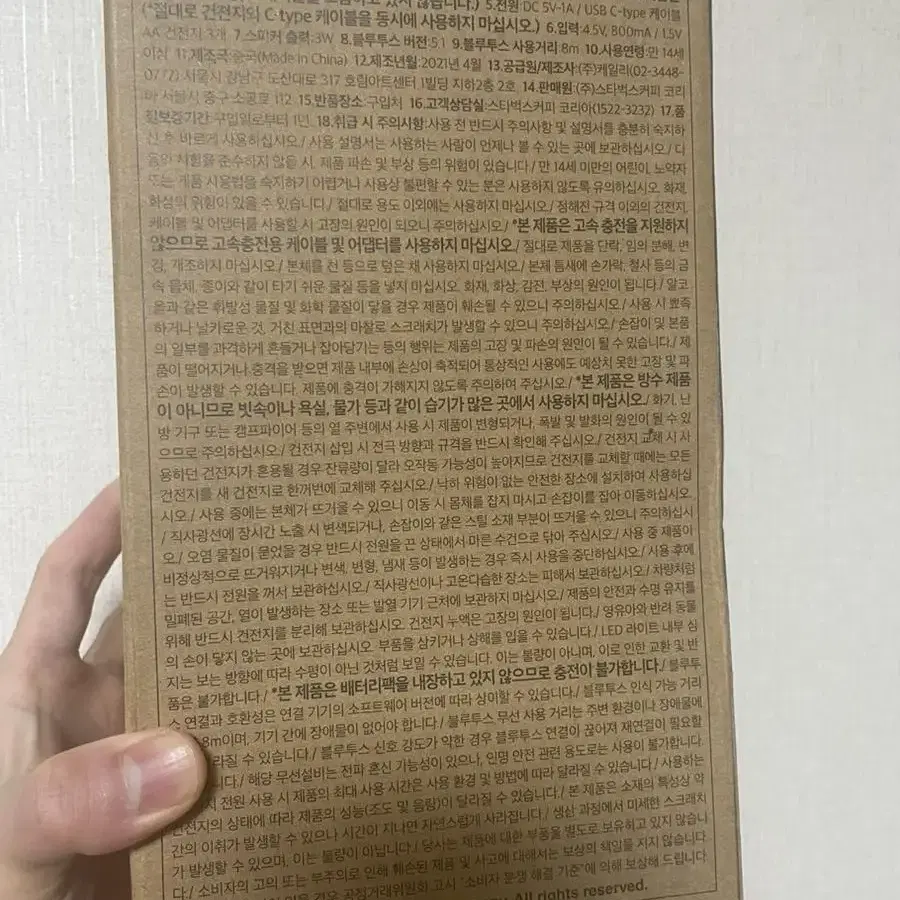 포함하고 있지 않습니다.) 5.전원: DC 5V-1A / USB C-type 케이블
(*절대로 건전지와 C-type 케이블을 동시에 사용하지 마십시오.) 6.입력:4.5V, 800mA / 1.5V
AA 건전지 3개 7.스피커 출력:3W 8.블루투스 버전:5.1 9.블루투스 사용거리:8m 10.사용연령:만 14세
이상 11.제조국:중국(Made in China) 12.제조년월:2021년 4월 13.공급원/제조사:(주)케일리(02-3448-
0772) 서울시 강남구 도산대로 317 호림아트센터 1빌딩 지하2층 2호 14.판매원:(주)스타벅스커피 코리
아 서울시 중구 소공로 112 15.반품장소:구입처 16.고객상담실:스타벅스커피 코리아(1522-3232) 17.품
질보증기간:구입일로부터 1년 18.취급 시 주의사항:사용 전 반드시 주의사항 및 설명서를 충분히 숙지하
신 후 바르게 사용하십시오./ 사용 설명서는 사용하는 사람이 언제나 볼 수 있는 곳에 보관하십시오./ 다
음의 사항을 준수하지 않을 시, 제품 파손 및 부상 등의 위험이 있습니다./ 만 14세 미만의 어린이, 노약자
또는 제품 사용법을 숙지하기 어렵거나 사용상 불편할 수 있는 분은 사용하지 않도록 유의하십시오. 화재,
화상의 위험이 있을 수 있습니다./ 절대로 용도 이외에는 사용하지 마십시오./ 정해진 규격 이외의 건전지,
케이블 및 어댑터를 사용할 시 고장의 원인이 되오니 주의하십시오./ *본 제품은 고속 충전을 지원하지
않으므로 고속충전용 케이블 및 어댑터를 사용하지 마십시오./ 절대로 제품을 단락, 임의 분해, 변
경, 개조하지 마십시오./ 본체를 천 등으로 덮은 채 사용하지 마십시오./ 본체 틈새에 손가락, 철사 등의 금
속 물체, 종이와 같이 타기 쉬운 물질 등을 넣지 마십시오. 화재, 화상, 감전, 부상의 원인이 됩니다./ 알코
올과 같은 휘발성 물질 및 화학 물질이 닿을 경우 제품이 훼손될 수 있으니 주의하십시오./ 사용 시 뾰족
하거나 날카로운 것, 거친 표면과의 마찰로 스크래치가 발생할 수 있으니 주의하십시오./ 손잡이 및 본품
의 일부를 과격하게 흔들거나 잡아당기는 등의 행위는 제품의 고장 및 파손의 원인이 될 수 있습니다./ 제
품이 떨어지거나 충격을 받으면 제품 내부에 손상이 축적되어 통상적인 사용에도 예상치 못한 고장 및 파
손이 발생할 수 있습니다. 제품에 충격이 가해지지 않도록 주의하여 주십시오./ *본 제품은 방수 제품
이 아니므로 빗속이나 욕실, 물가 등과 같이 습기가 많은 곳에서 사용하지 마십시오./ 화기, 난
방 기구 또는 캠프파이어 등의 열 주변에서 사용 시 제품이 변형되거나, 폭발 및 발화의 원인이 될 수 있
으므로 주의하십시오./ 건전지 삽입 시 전극 방향과 규격을 반드시 확인해 주십시오./ 건전지 교체 시 사
용하던 건전지가 혼용될 경우 잔류량이 달라 오작동 가능성이 높아지므로 건전지를 교체할 때에는 모든
건전지를 새 건전지로 한꺼번에 교체해 주십시오./ 낙하 위험이 없는 안전한 장소에 설치하여 사용하십
시오./ 사용 중에는 본체가 뜨거울 수 있으니 이동 시 몸체를 잡지 마시고 손잡이를 잡아 이동하십시오.
/ 직사광선에 장시간 노출 시 변색되거나, 손잡이와 같은 스틸 소재 부분이 뜨거울 수 있으니 주의하십시
오./ 오염 물질이 묻었을 경우 반드시 전원을 끈 상태에서 마른 수건으로 닦아 주십시오./ 사용 중 제품이
비정상적으로 뜨거워지거나 변색, 변형, 냄새 등이 발생하는 경우 즉시 사용을 중단하십시오./ 사용 후에
는 반드시 전원을 꺼서 보관하십시오./ 직사광선이나 고온다습한 장소는 피해서 보관하십시오./ 차량처럼
밀폐된 공간, 열이 발생하는 장소 또는 발열 기기 근처에 보관하지 마십시오./ 제품의 안전과 수명 유지를
위해 반드시 건전지를 분리해 보관하십시오. 건전지 누액은 고장의 원인이 됩니다./ 영유아와 반려 동물
의 손이 닿지 않는 곳에 보관하십시오. 부품을 삼키거나 상해를 입을 수 있습니다./ LED 라이트 내부 심
지는 보는 방향에 따라 수평이 아닌 것처럼 보일 수 있습니다. 이는 불량이 아니며, 이로 인한 교환 및 반
품은 불가합니다./ *본 제품은 배터리팩을 내장하고 있지 않으므로 충전이 불가합니다./ 블루투
스 연결과 호환성은 연결 기기의 소프트웨어 버전에 따라 상이할 수 있습니다./ 블루투스 인식 가능 거리
8m이며, 기기 간에 장애물이 없어야 합니다./ 블루투스 무선 사용 거리는 주변 환경이나 장애물에
라질 수 있습니다./ 블루투스 신호 강도가 약한 경우 블루투스 연결이 끊어져 재연결이 필요할
니다./ 해당 무선설비는 전파 혼신 가능성이 있으나, 인명 안전 관련 용도로는 사용이 불가합니다.
지 전원 사용 시 제품의 최대 사용 시간은 사용 환경 및 방법에 따라 달라질 수 있습니다./ 사용하는
건전지의 상태에 따라 제품의 성능(조도 및 음량)이 달라질 수 있습니다./ 본 제품은 소재의 특성상 약
간의 이취가 발생할 수 있으나 시간이 지나면 자연스럽게 사라집니다./ 생산 과정에서 미세한 스크래치
가 발생할 수 있으며, 이는 불량이 아닙니다./ 당사는 제품에 대한 부품을 별도로 보유하고 있지 않습니
다./ 소비자의 고의 또는 부주의로 인해 훼손된 제품 및 사고에 대해서는 보상의 책임을 지지 않습니다.
공정거래위원회 고시 '소비자 분쟁 해결 기준'에 의해 보상해 드립니다.
All rights reserved.